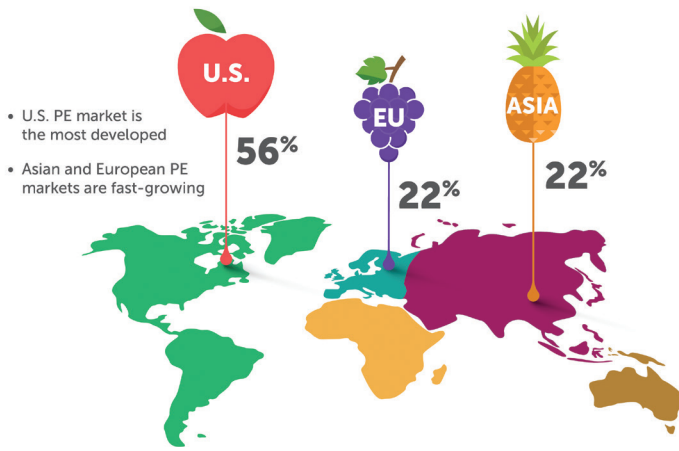 U.S.
• U.S. PE market is
the most developed
• Asian and European PE
markets are fast-growing
56%
EU
22%
ASIA
22%